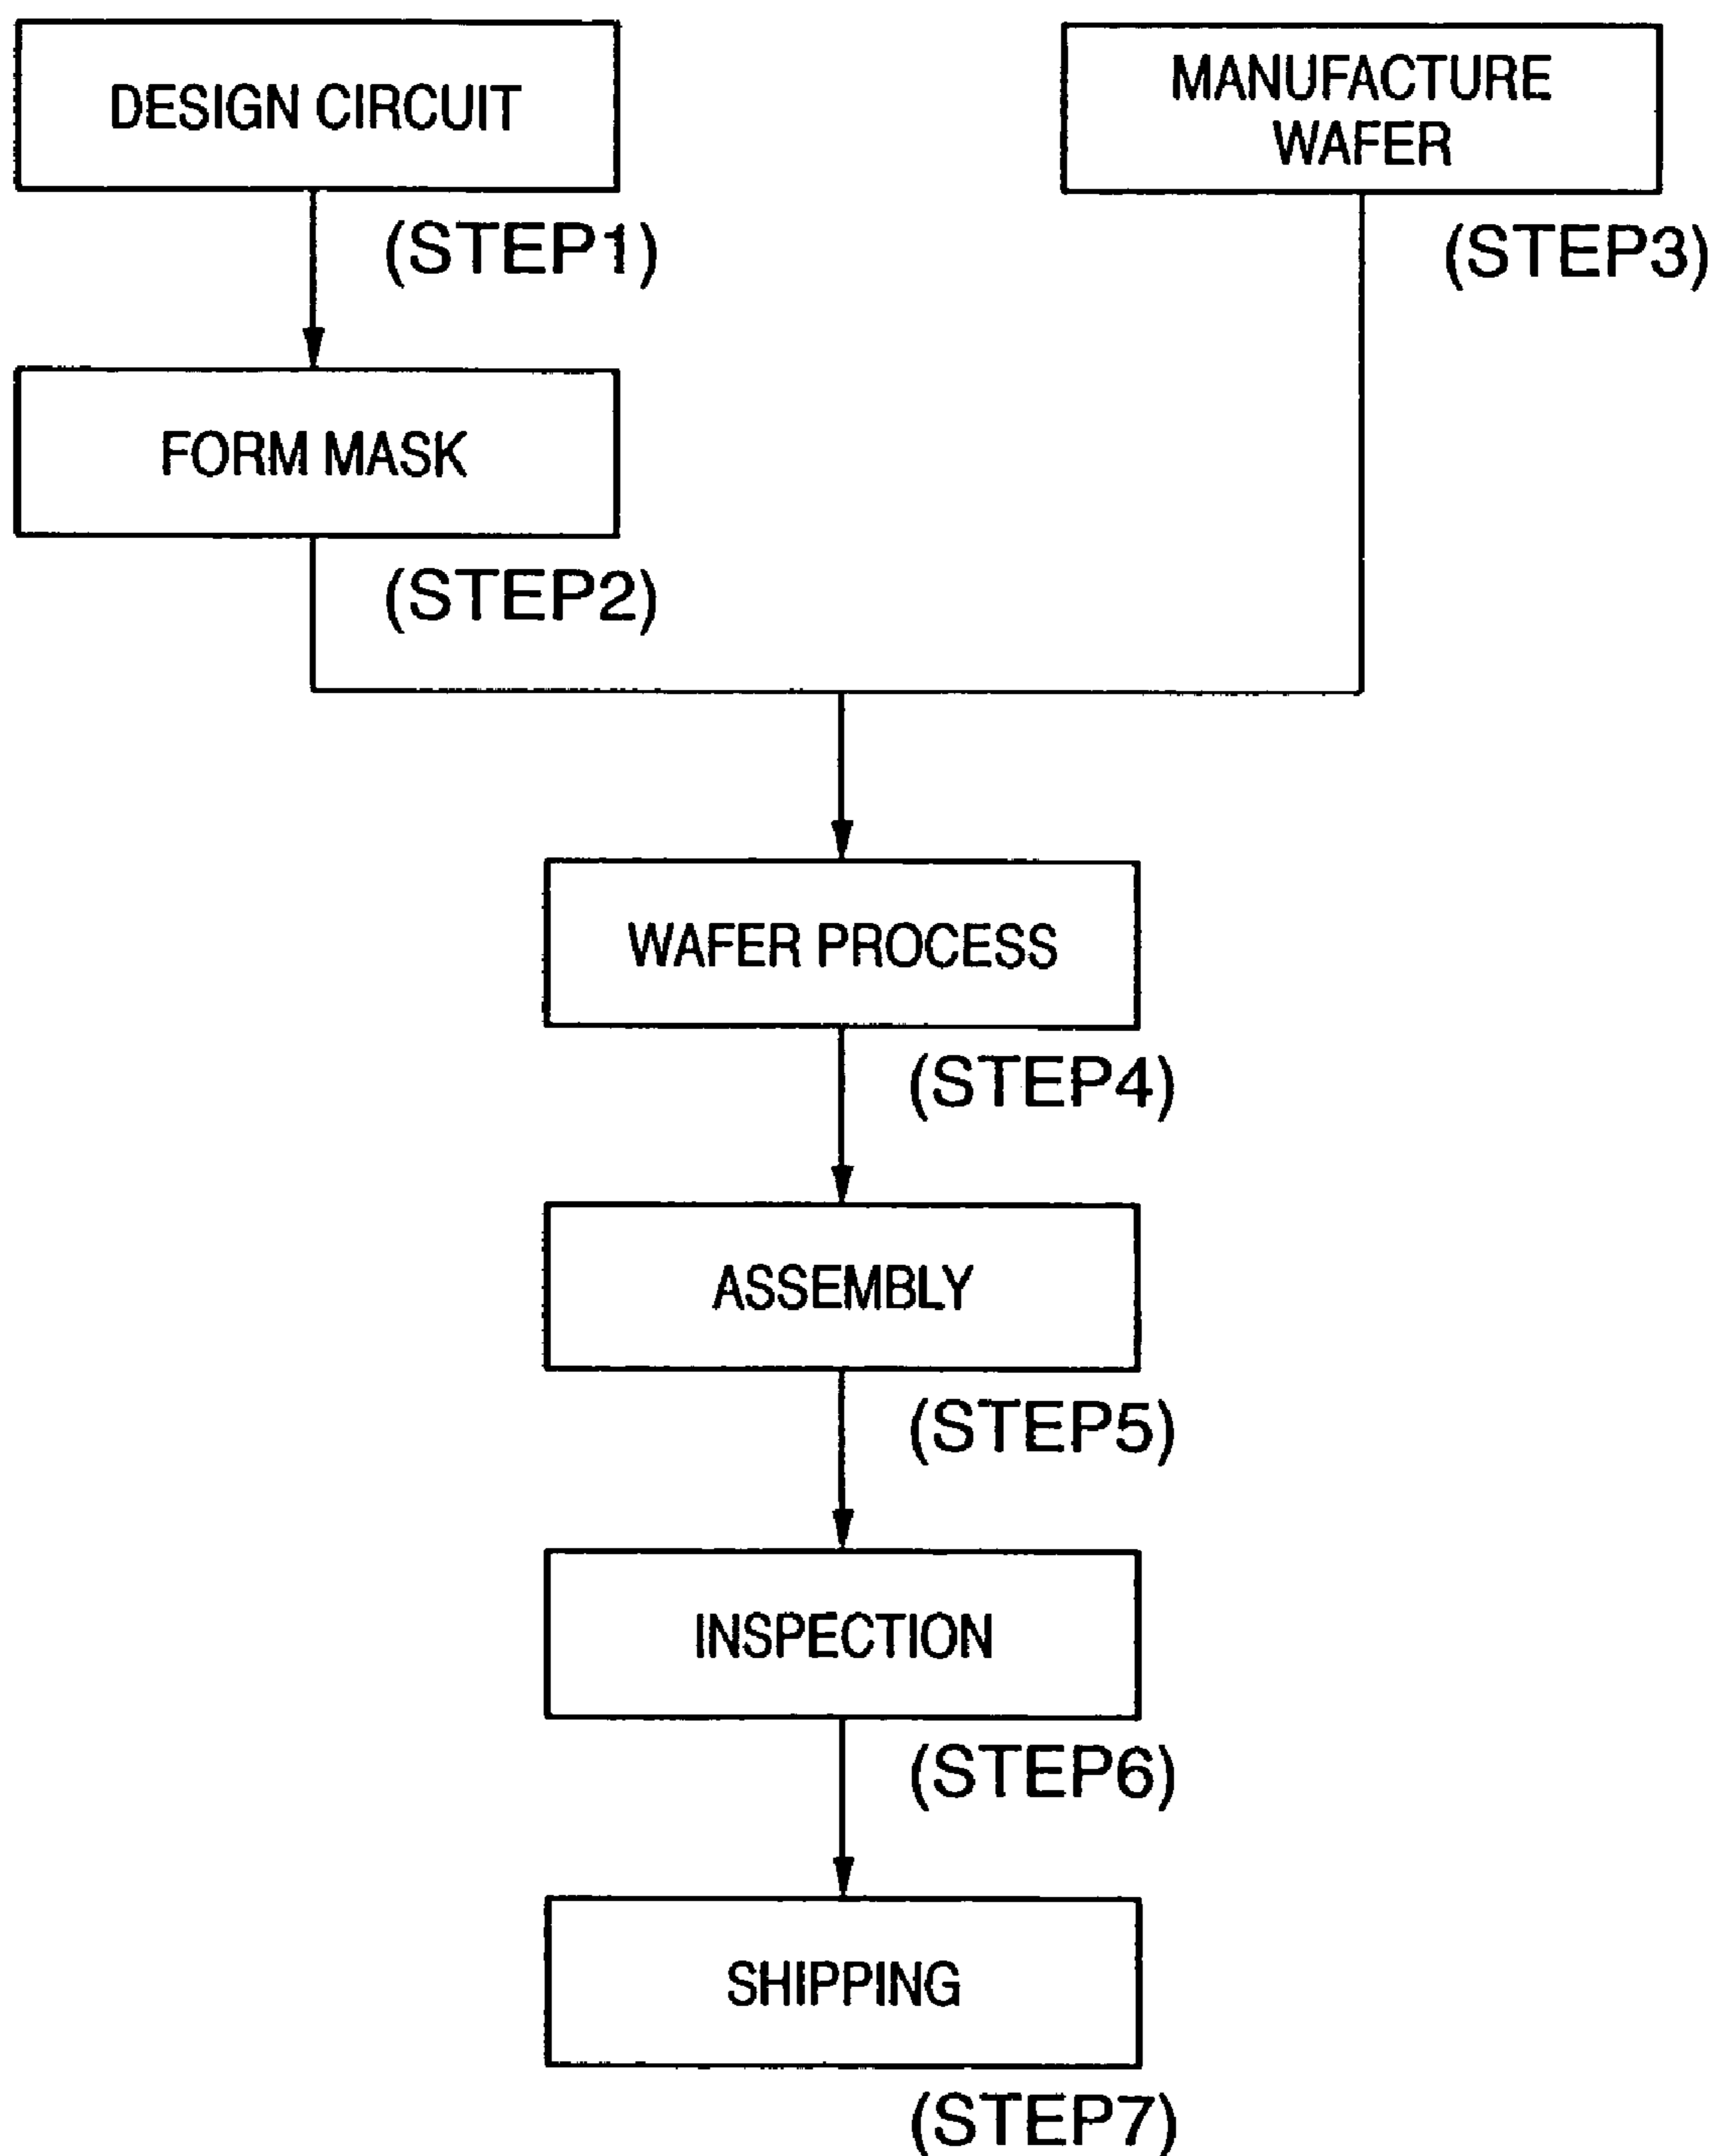 DESIGN CIRCUIT
(STEP1)
FORM MASK
(STEP2)
MANUFACTURE
WAFER
(STEP3)
WAFER PROCESS
(STEP4)
ASSEMBLY
(STEP5)
INSPECTION
(STEP6)
SHIPPING
(STEP7)